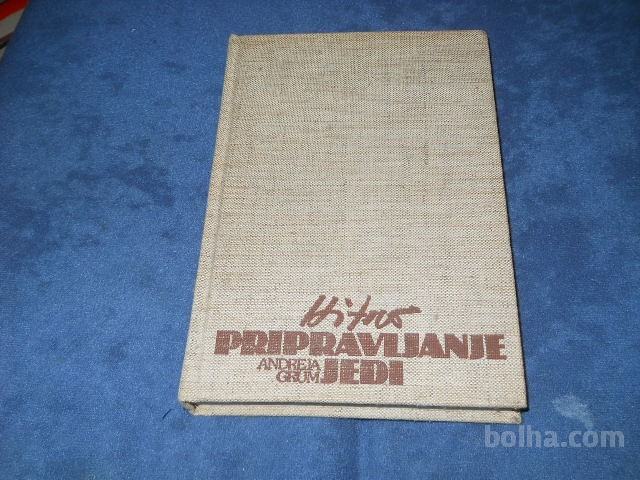 Hitro
PRIPRAVLJANJE
ANDREJA
GRUM JEDI
bolha.com